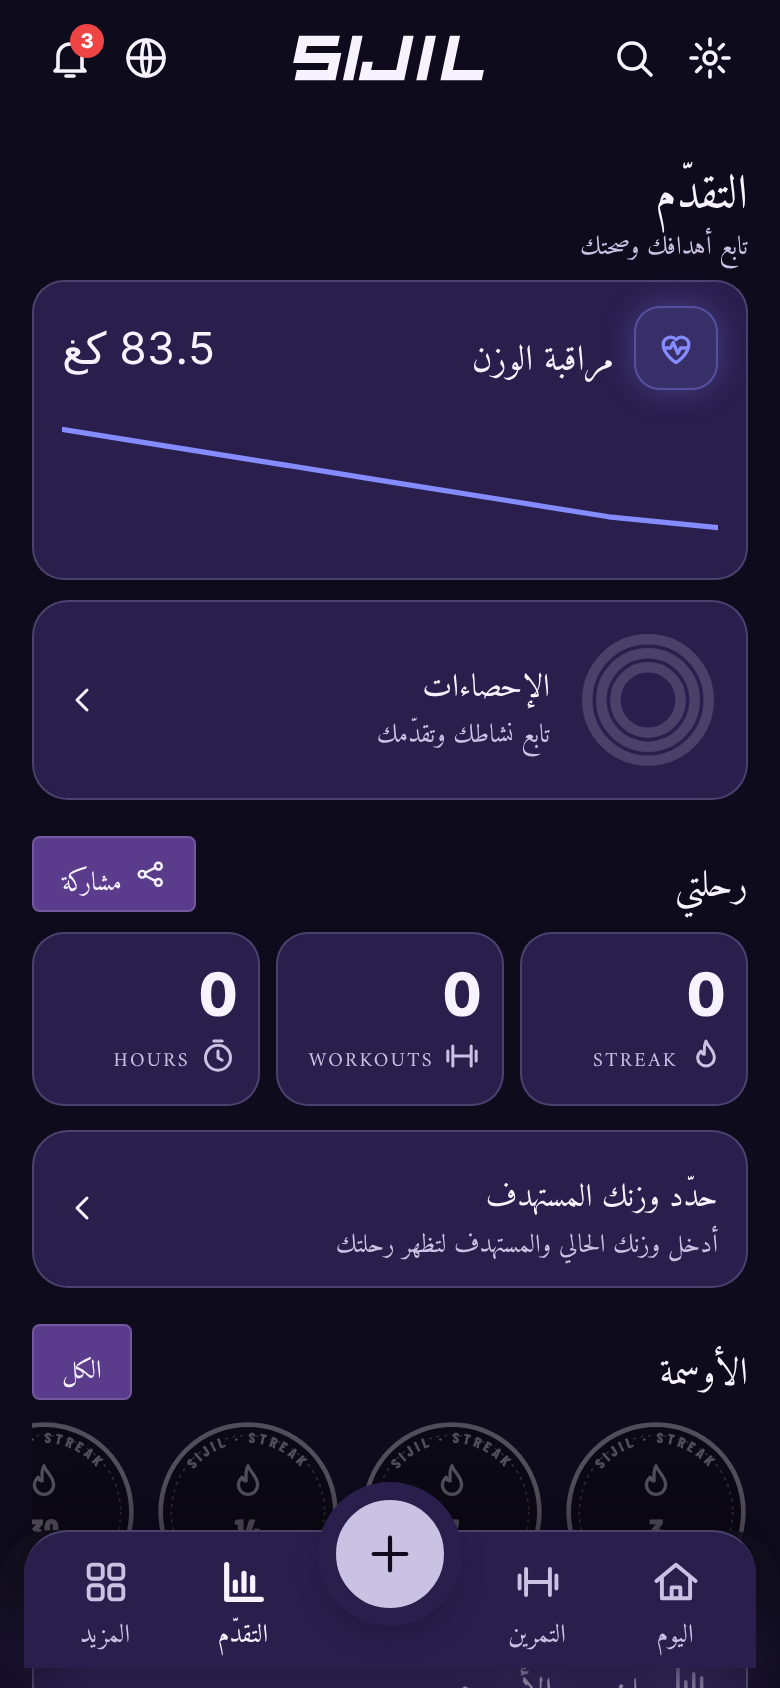 3
SIJIL
التقدّم
تابع أهدافك وصحتك
مراقبة الوزن
83.5 كغ
الإحصاءات
تابع نشاطك وتقدّمك
رحلتي
مشاركة
0
STREAK
0
WORKOUTS
0
HOURS
حدّد وزنك المستهدف
أدخل وزنك الحالي والمستهدف لتظهر رحلتك
الأوسمة
الكل
SIJIL · STREAK
SIJIL · STREAK
SIJIL · STREAK
· STREAK
اليوم
التمرين
التقدّم
المزيد